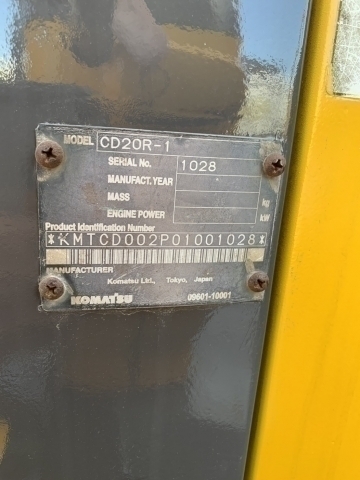 MODEL CD20R-1
SERIAL No. 1028
MANUFACT. YEAR
MASS kg
ENGINE POWER kW
Product Identification Number
*KMTCD002P01001028*
MANUFACTURER
Komatsu Ltd., Tokyo, Japan
KOMATSU 09601-10001